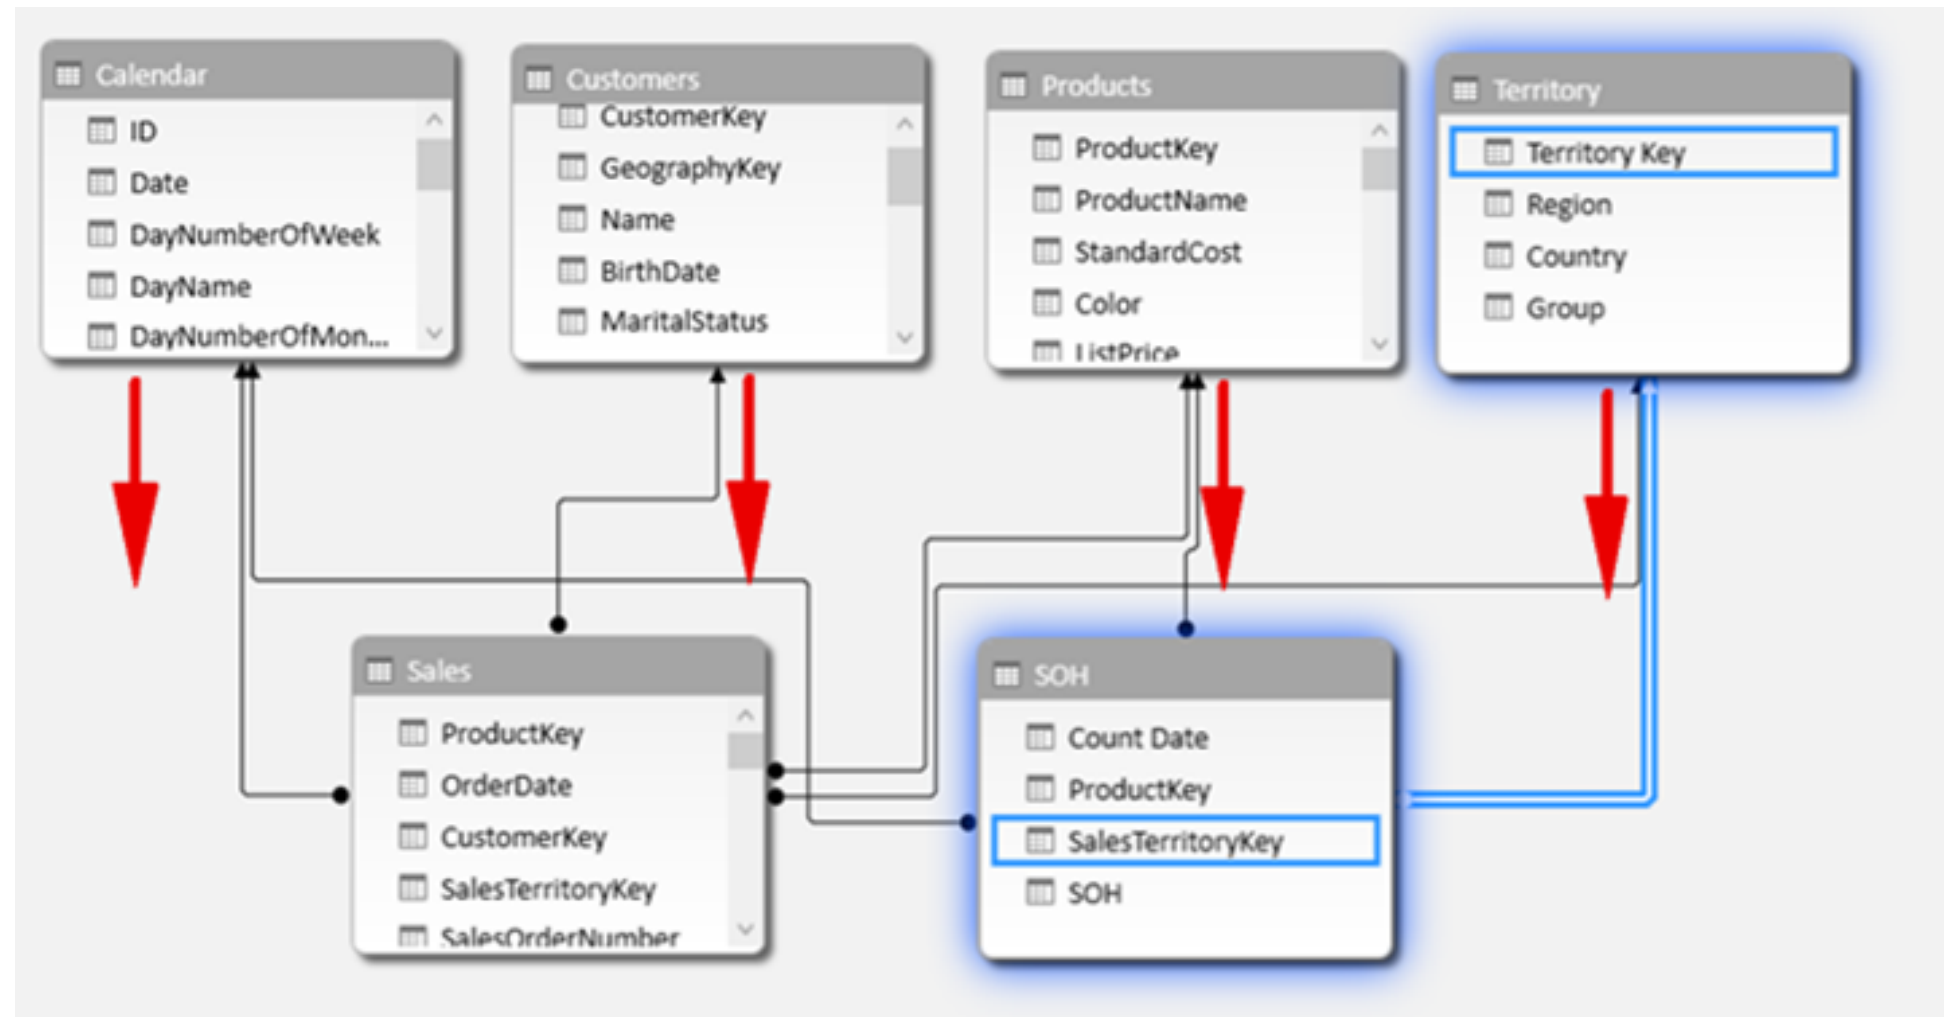 Calendar
ID
Date
DayNumberOfWeek
DayName
DayNumberOfMon...
Customers
CustomerKey
GeographyKey
Name
BirthDate
MaritalStatus
Products
ProductKey
ProductName
StandardCost
Color
ListPrice
Territory
Territory Key
Region
Country
Group
Sales
ProductKey
OrderDate
CustomerKey
SalesTerritoryKey
SalesOrderNumber
SOH
Count Date
ProductKey
SalesTerritoryKey
SOH